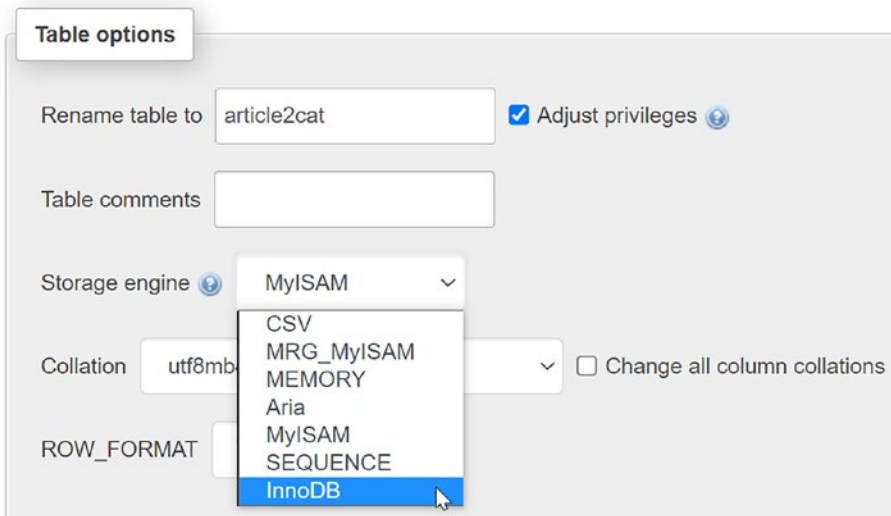 Table options
Rename table to article2cat Adjust privileges
Table comments
Storage engine MyISAM
CSV
MRG_MyISAM
Collation utf8mb Change all column collations
MEMORY
Aria
MyISAM
ROW_FORMAT
SEQUENCE
InnoDB